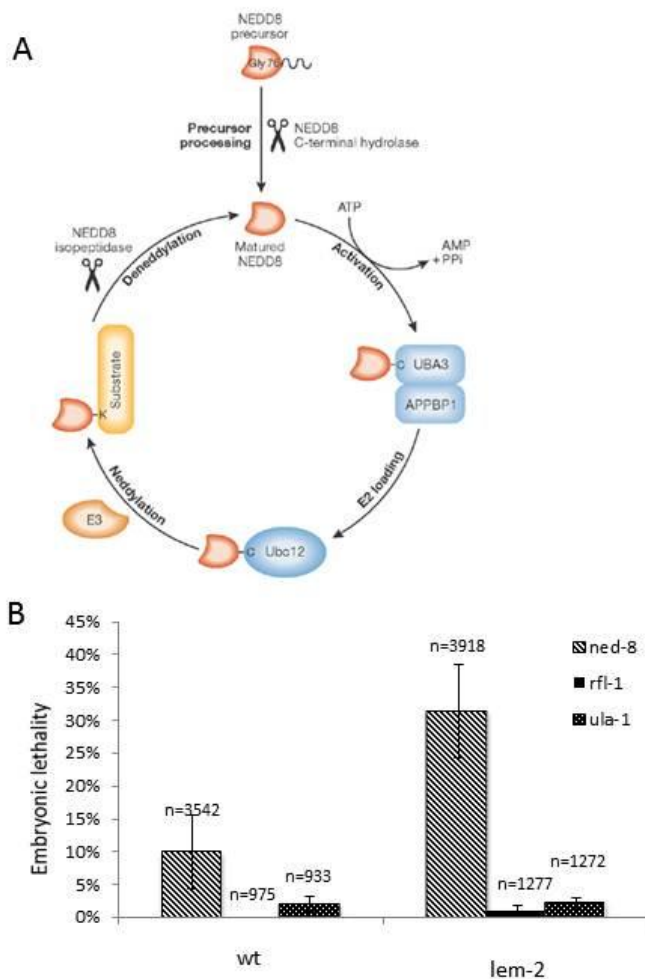 A
NEDD8
precursor
Gly76
Precursor
processing
NEDD8
C-terminal hydrolase
Matured
NEDD8
ATP
AMP
+PPi
Activation
C
UBA3
APPBP1
E2 loading
C
Ubc12
Neddylation
E3
K
Substrate
NEDD8
isopeptidase
Deneddylation
B
Embryonic lethality
45%
40%
35%
30%
25%
20%
15%
10%
5%
0%
n=3542
n=975
n=933
n=3918
n=1277
n=1272
ned-8
rfl-1
ula-1
wt
lem-2